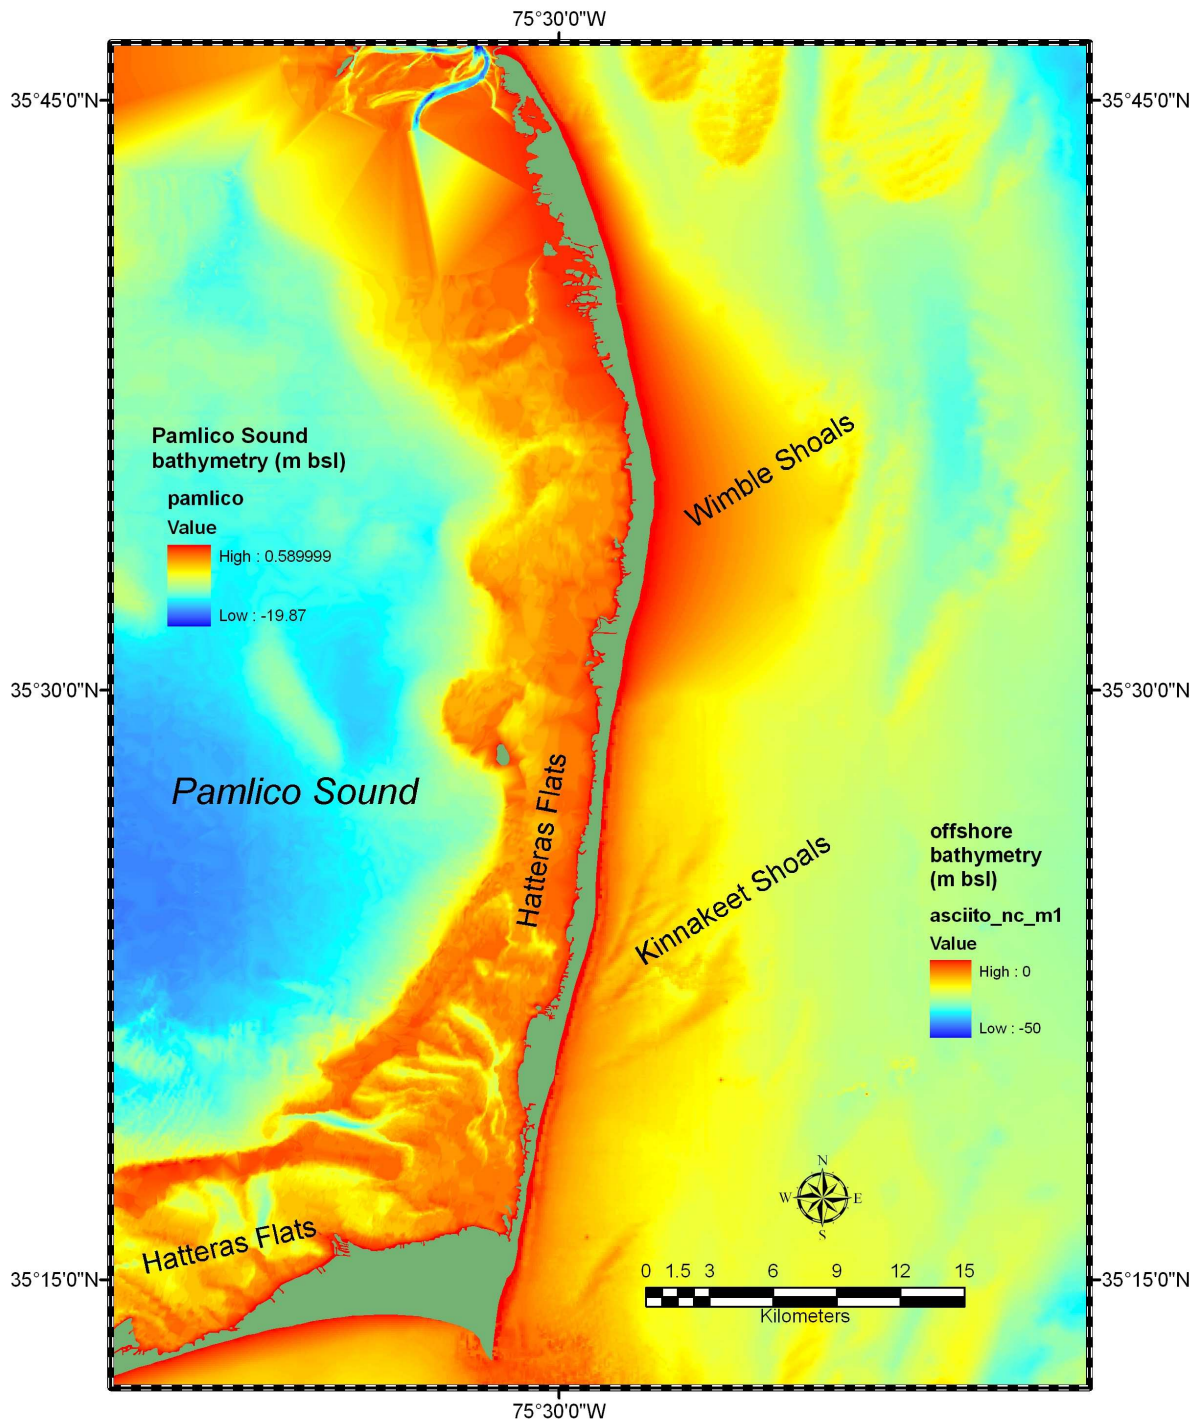 75°30'0"W
35°45'0"N
35°45'0"N
Wimble Shoals
Pamlico Sound
bathymetry (m bsl)
pamlico
Value
High : 0.589999
Low : -19.87
35°30'0"N
35°30'0"N
Pamlico Sound
Hatteras Flats
Kinnakeet Shoals
offshore
bathymetry
(m bsl)
asciito_nc_m1
Value
High : 0
Low : -50
N
W
E
S
Hatteras Flats
35°15'0"N
35°15'0"N
0 1.5 3 6 9 12 15
Kilometers
75°30'0"W